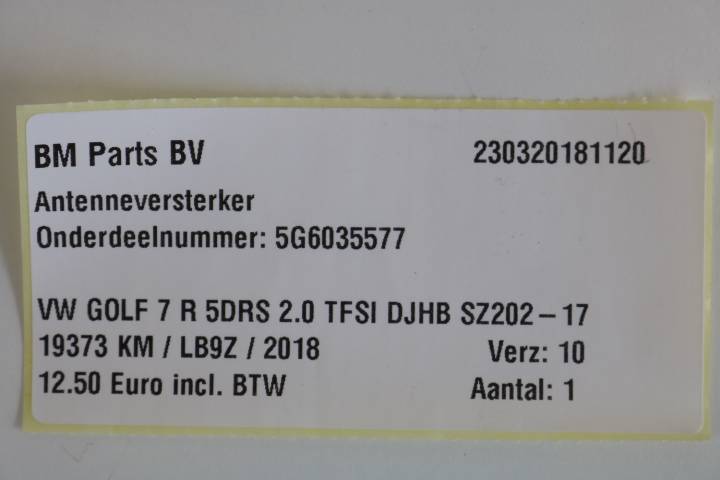 BM Parts BV 230320181120
Antenneversterker
Onderdeelnummer: 5G6035577
VW GOLF 7 R 5DRS 2.0 TFSI DJHB SZ202-17
19373 KM / LB9Z / 2018 Verz: 10
12.50 Euro incl. BTW Aantal: 1